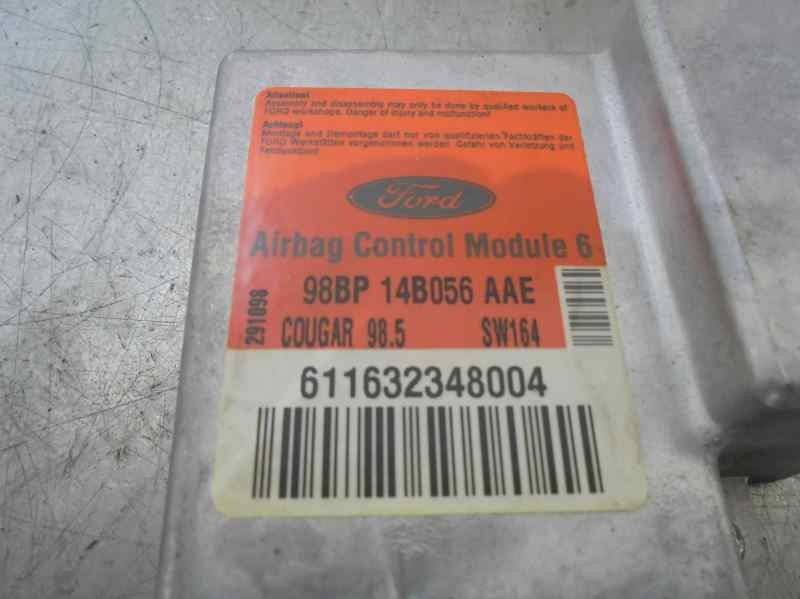 Attention!
Assembly and disassembly may only be done by qualified workers of
FORD workshops. Danger of injury and malfunction!
Achtung!
Montage und Demontage darf nur von qualifizierten Fachkräften der
FORD Werkstätten vorgenommen werden. Gefahr von Verletzung und
Fehlfunktion!
Ford
Airbag Control Module 6
98BP 14B056 AAE
291098
COUGAR 98.5 SW164
611632348004